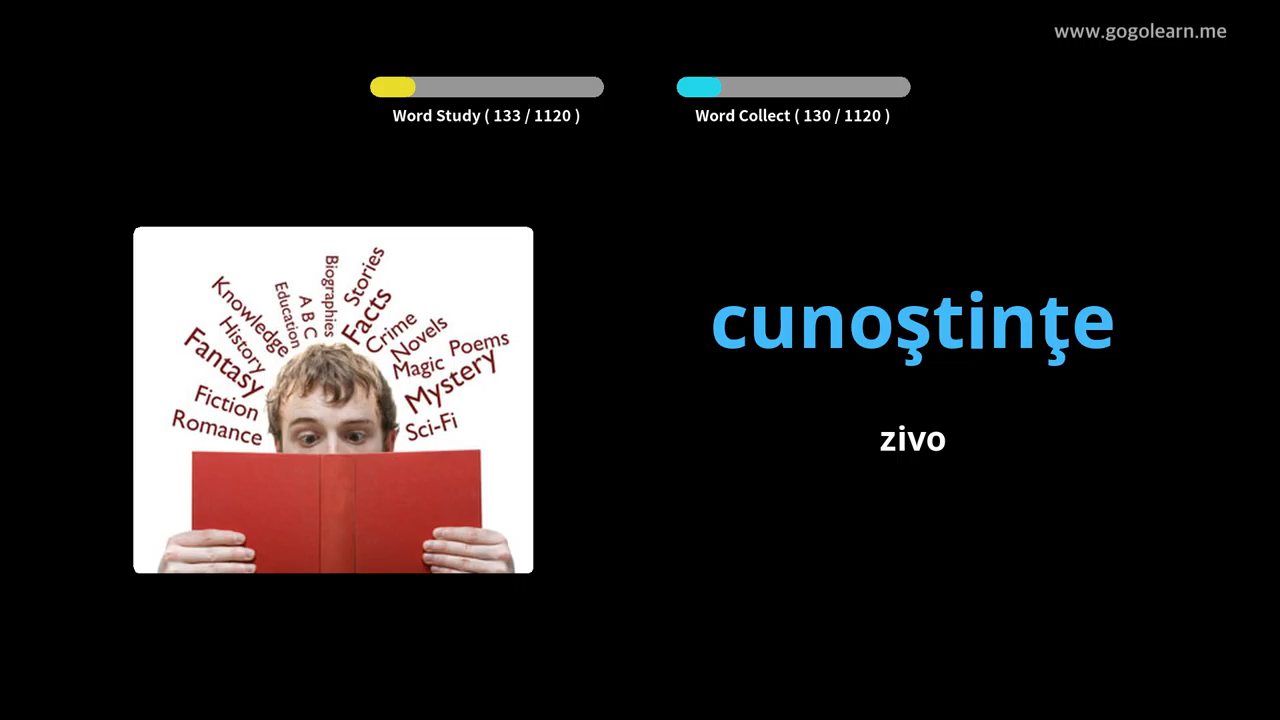 www.gogolearn.me
Word Study ( 133 / 1120 )
Word Collect ( 130 / 1120 )
Knowledge
History
Fantasy
Fiction
Romance
Education
A B C
Biographies
Stories
Facts
Crime
Novels
Magic
Poems
Mystery
Sci-Fi
cunoştinţe
zivo